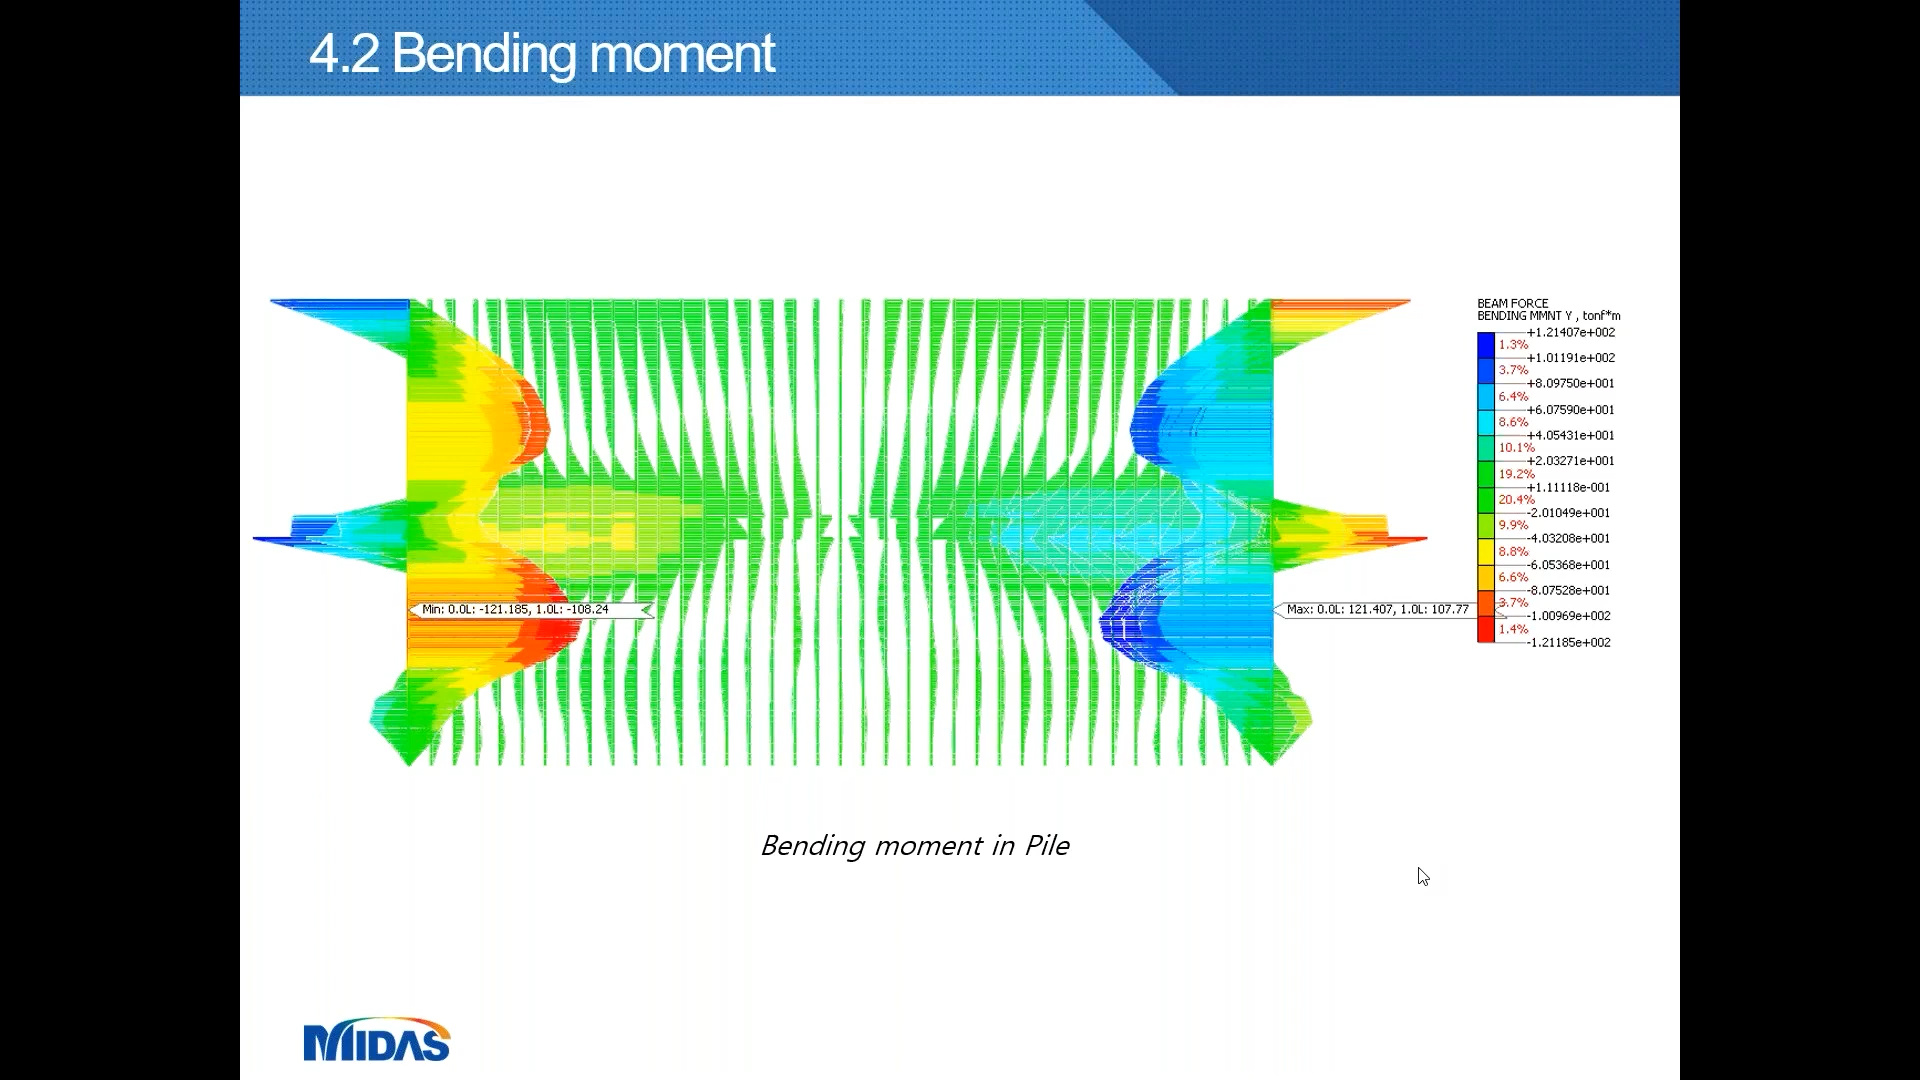 4.2 Bending moment
BEAM FORCE
BENDING MMNT Y , tonf*m
+1.21407e+002
1.3%
+1.01191e+002
3.7%
+8.09750e+001
6.4%
+6.07590e+001
8.6%
+4.05431e+001
10.1%
+2.03271e+001
19.2%
+1.11118e-001
20.4%
-2.01049e+001
9.9%
-4.03208e+001
8.8%
-6.05368e+001
6.6%
-8.07528e+001
3.7%
-1.00969e+002
1.4%
-1.21185e+002
Min: 0.0L: -121.185, 1.0L: -108.24
Max: 0.0L: 121.407, 1.0L: 107.77
Bending moment in Pile
MIDAS